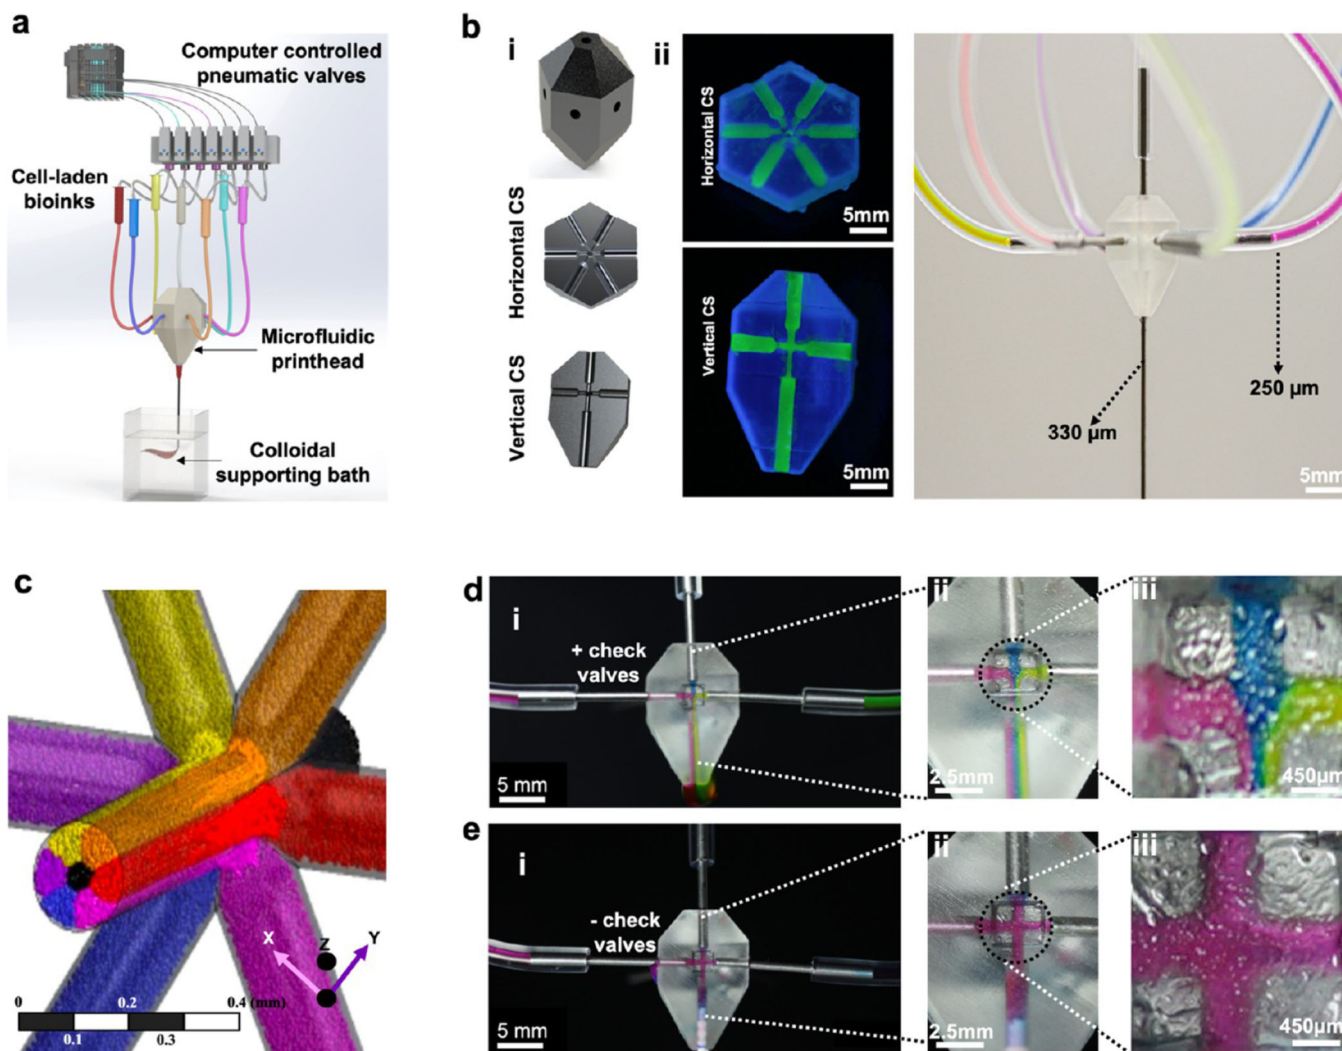 a
Computer controlled
pneumatic valves
Cell-laden
bioinks
Microfluidic
printhead
Colloidal
supporting bath
b
i
ii
Horizontal CS
Vertical CS
Horizontal CS
5mm
Vertical CS
5mm
250 µm
330 µm
5mm
c
X
Z
Y
0
0.2
0.4 (mm)
0.1
0.3
d
i
+ check
valves
5 mm
ii
2.5mm
iii
450µm
e
i
- check
valves
5 mm
ii
2.5mm
iii
450µm